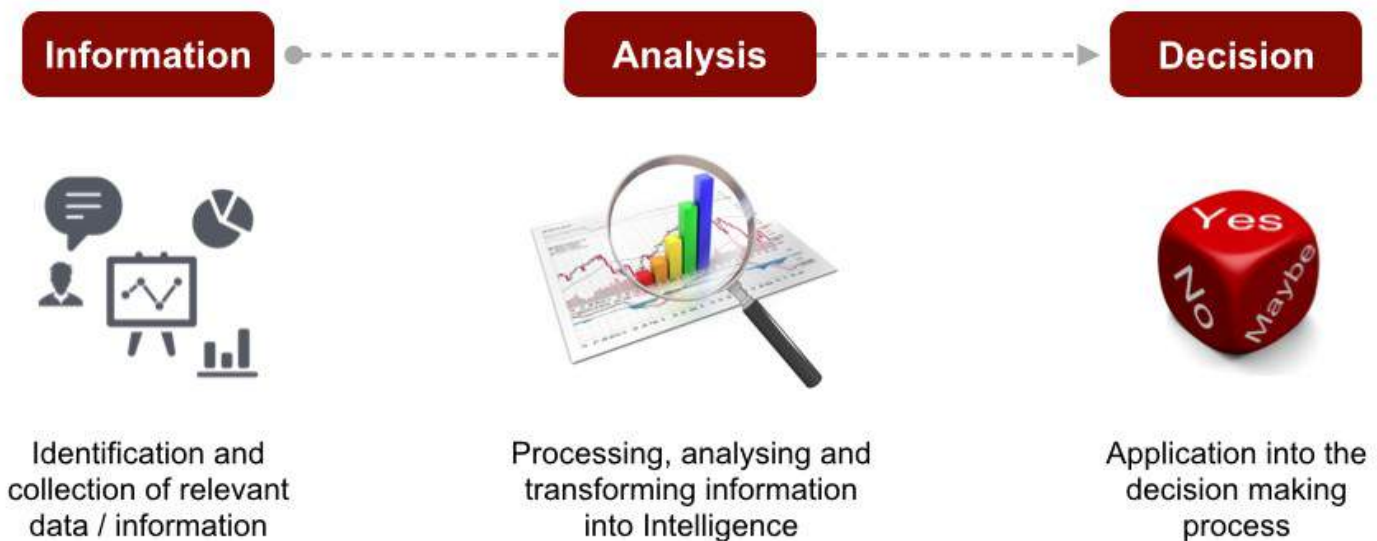 Information
Analysis
Decision
Yes
No
Maybe
Identification and
collection of relevant
data / information
Processing, analysing and
transforming information
into Intelligence
Application into the
decision making
process